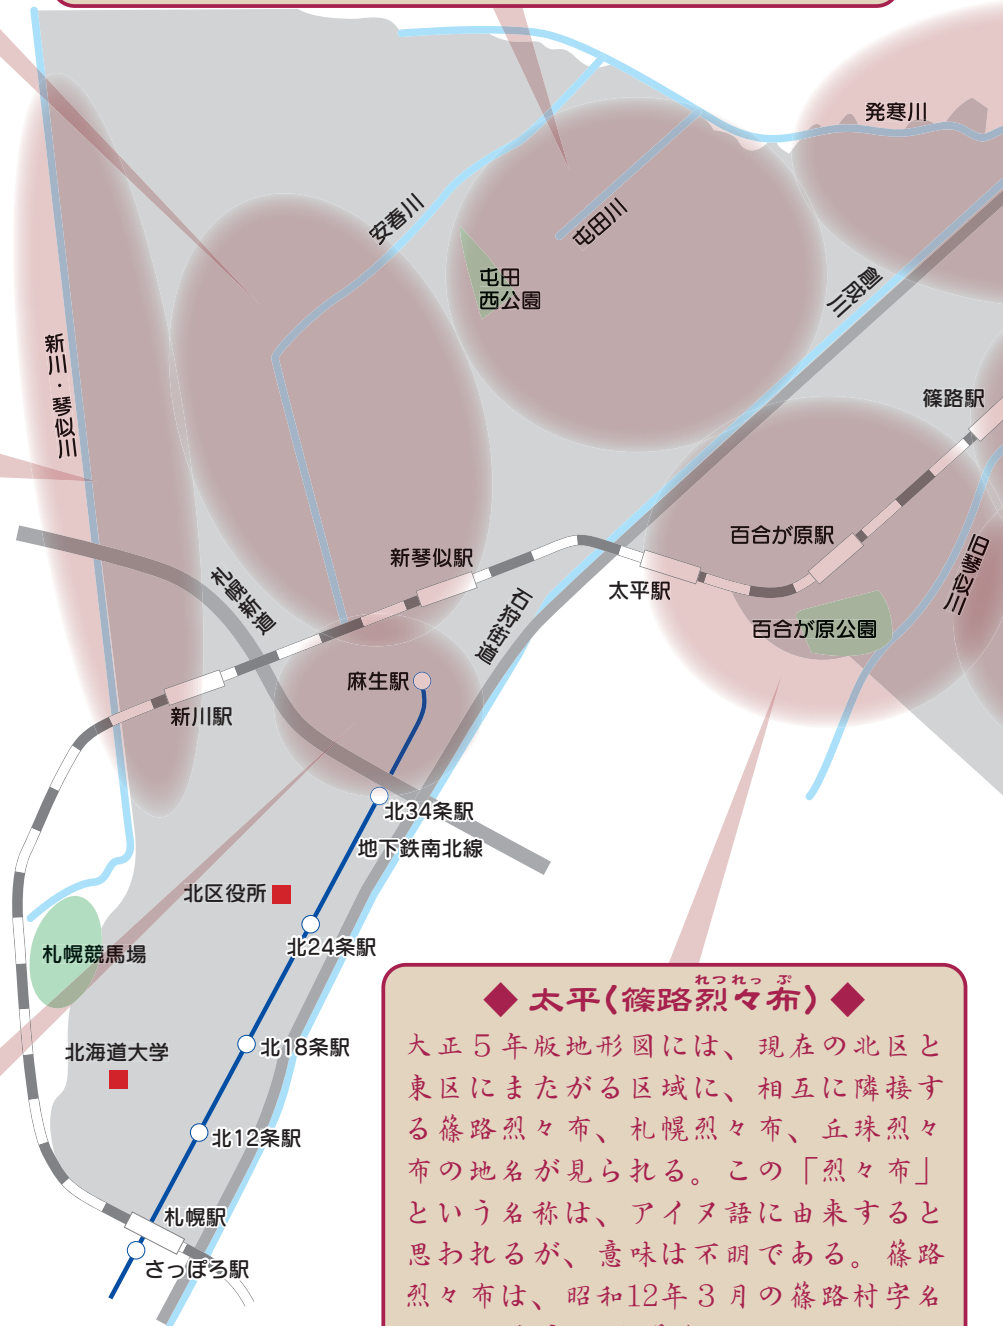 発寒川
安春川
屯田川
屯田
西公園
創成川
新川・琴似川
篠路駅
百合が原駅
新琴似駅
旧琴似川
札幌新道
太平駅
石狩街道
百合が原公園
麻生駅
新川駅
北34条駅
地下鉄南北線
北区役所
北24条駅
札幌競馬場
北海道大学
北18条駅
北12条駅
札幌駅
さっぽろ駅
れつれっぷ
◆ 太平(篠路烈々布) ◆
大正5年版地形図には、現在の北区と
東区にまたがる区域に、相互に隣接す
る篠路烈々布、札幌烈々布、丘珠烈々
布の地名が見られる。この「烈々布」
という名称は、アイヌ語に由来すると
思われるが、意味は不明である。篠路
烈々布は、昭和12年3月の篠路村字名